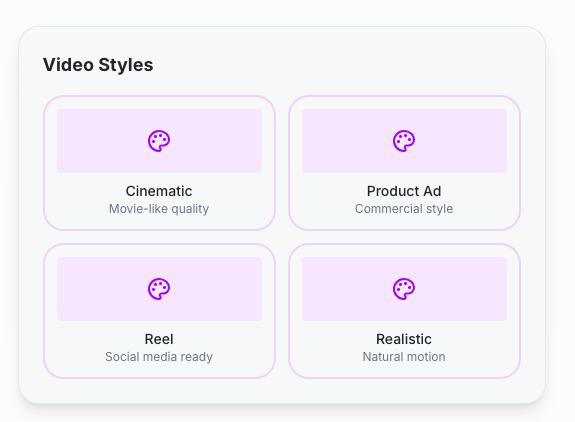 Video Styles
Cinematic
Movie-like quality
Product Ad
Commercial style
Reel
Social media ready
Realistic
Natural motion